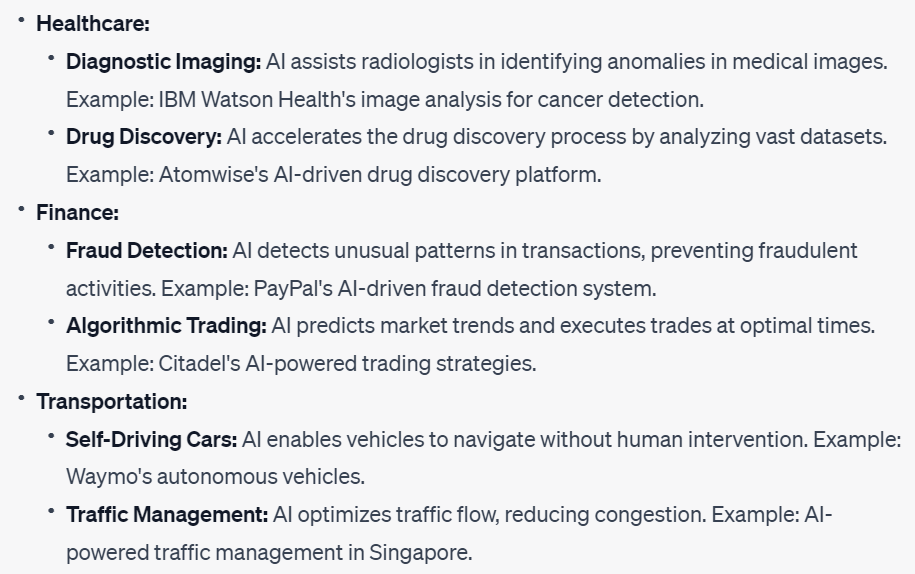 • Healthcare:
• Diagnostic Imaging: AI assists radiologists in identifying anomalies in medical images.
Example: IBM Watson Health's image analysis for cancer detection.
• Drug Discovery: AI accelerates the drug discovery process by analyzing vast datasets.
Example: Atomwise's AI-driven drug discovery platform.
• Finance:
• Fraud Detection: AI detects unusual patterns in transactions, preventing fraudulent
activities. Example: PayPal's AI-driven fraud detection system.
• Algorithmic Trading: AI predicts market trends and executes trades at optimal times.
Example: Citadel's AI-powered trading strategies.
• Transportation:
• Self-Driving Cars: AI enables vehicles to navigate without human intervention. Example:
Waymo's autonomous vehicles.
• Traffic Management: AI optimizes traffic flow, reducing congestion. Example: AI-
powered traffic management in Singapore.